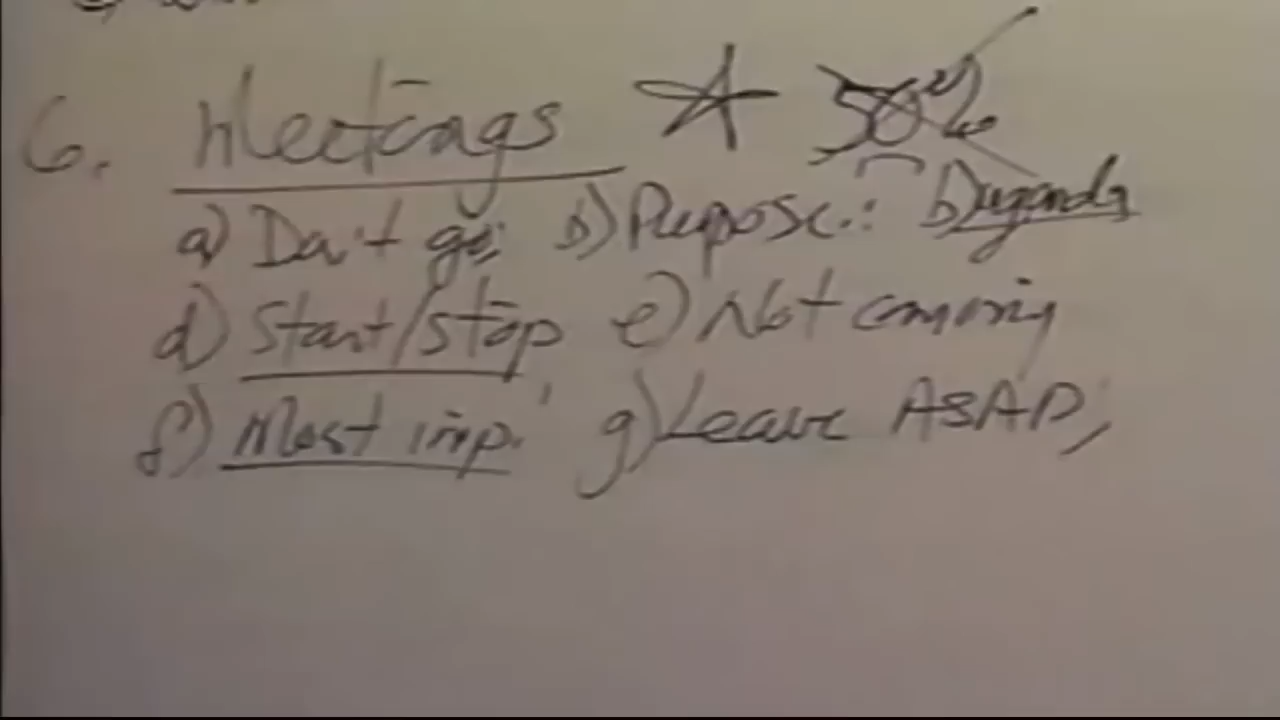 6. Meetings ☆ 50%
a) Don't go; b) Purpose.: b) agenda
d) Start/Stop e) Not coming
f) Most imp. g) Leave ASAP,